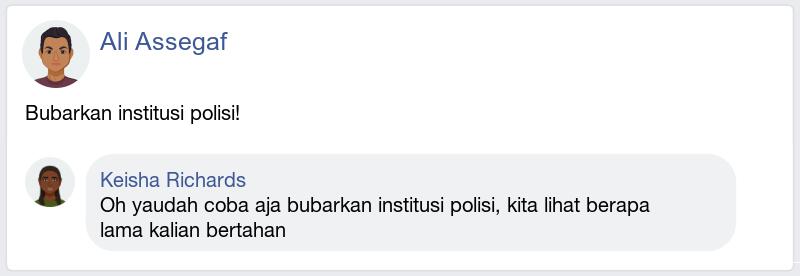 Ali Assegaf
Bubarkan institusi polisi!
Keisha Richards
Oh yaudah coba aja bubarkan institusi polisi, kita lihat berapa
lama kalian bertahan